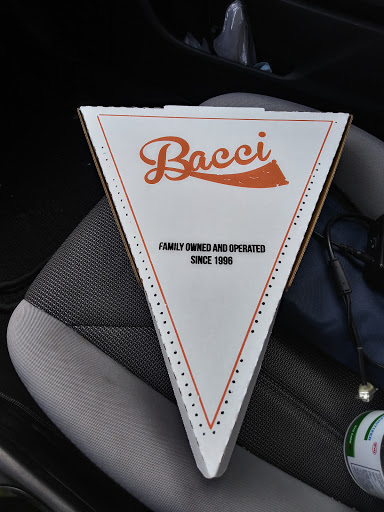 Bacci
FAMILY OWNED AND OPERATED
SINCE 1996